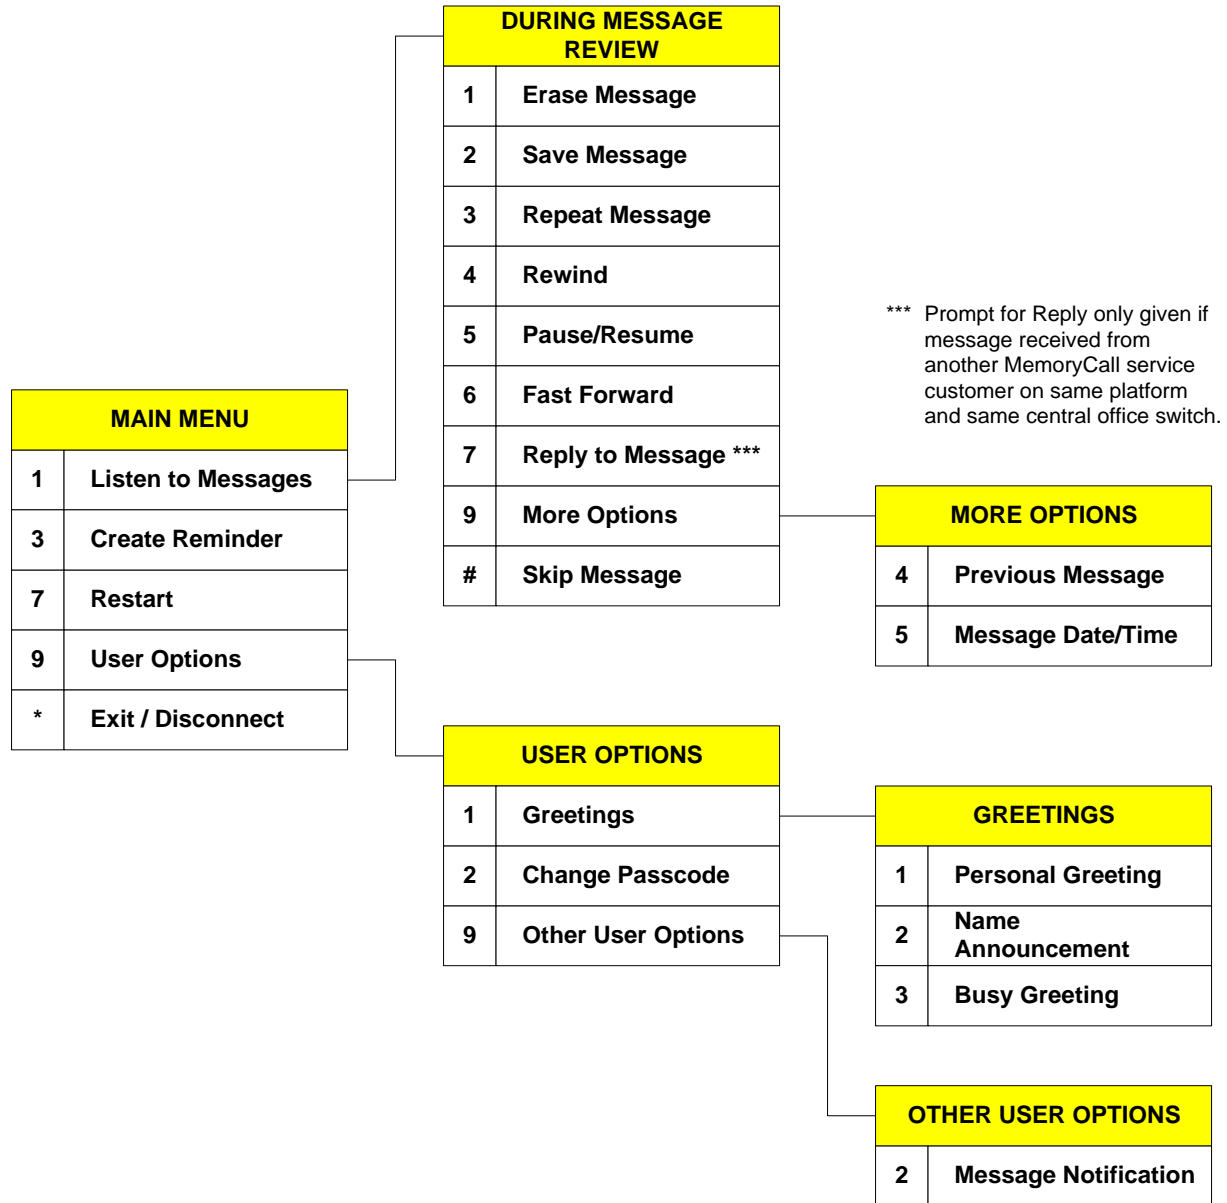 DURING MESSAGE
REVIEW
1 Erase Message
2 Save Message
3 Repeat Message
4 Rewind
5 Pause/Resume
6 Fast Forward
7 Reply to Message ***
9 More Options
# Skip Message
*** Prompt for Reply only given if
message received from
another MemoryCall service
customer on same platform
and same central office switch.
MAIN MENU
1 Listen to Messages
3 Create Reminder
7 Restart
9 User Options
* Exit / Disconnect
MORE OPTIONS
4 Previous Message
5 Message Date/Time
USER OPTIONS
1 Greetings
2 Change Passcode
9 Other User Options
GREETINGS
1 Personal Greeting
2 Name
Announcement
3 Busy Greeting
OTHER USER OPTIONS
2 Message Notification